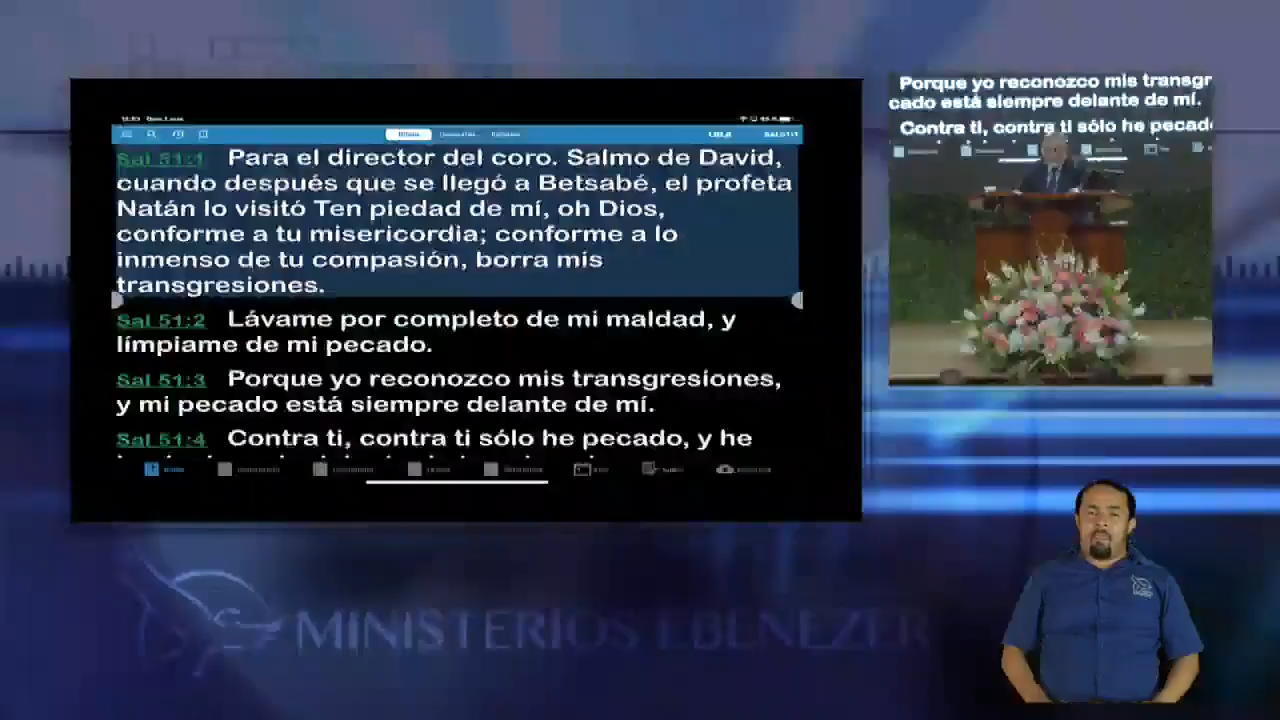 Sal 51:1 Para el director del coro. Salmo de David,
cuando después que se llegó a Betsabé, el profeta
Natán lo visitó Ten piedad de mí, oh Dios,
conforme a tu misericordia; conforme a lo
inmenso de tu compasión, borra mis
transgresiones.
Sal 51:2 Lávame por completo de mi maldad, y
límpiame de mi pecado.
Sal 51:3 Porque yo reconozco mis transgresiones,
y mi pecado está siempre delante de mí.
Sal 51:4 Contra ti, contra ti sólo he pecado, y he
Porque yo reconozco mis transgr
cado está siempre delante de mí.
Contra ti, contra ti sólo he pecad
MINISTERIOS EBENEZER